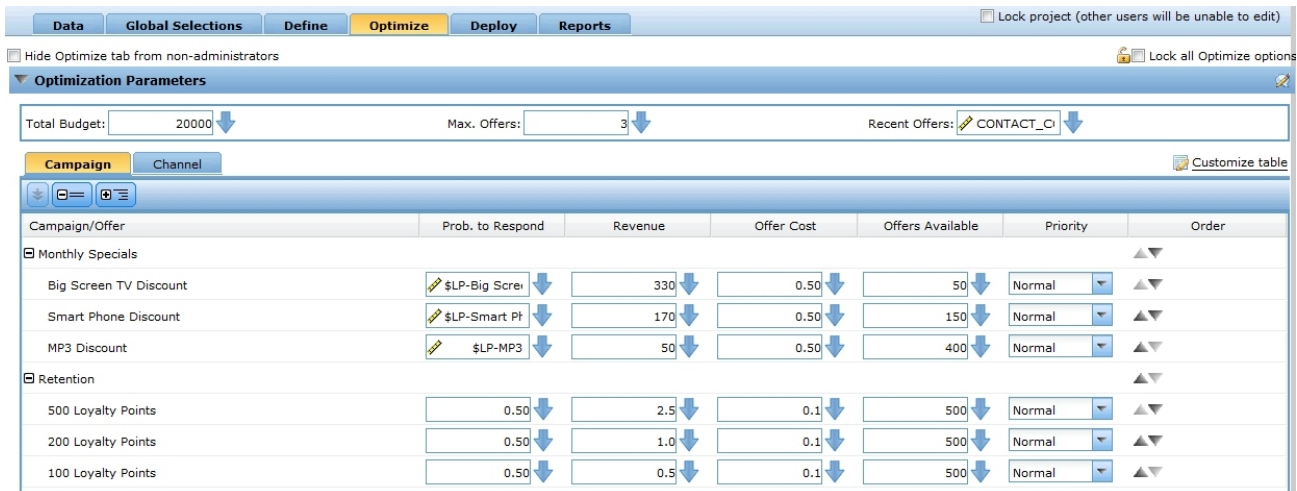 Data Global Selections Define Optimize Deploy Reports Lock project (other users will be unable to edit)
Hide Optimize tab from non-administrators Lock all Optimize options
Optimization Parameters
Total Budget: 20000 Max. Offers: 3 Recent Offers: CONTACT_C
Campaign Channel Customize table
Campaign/Offer Prob. to Respond Revenue Offer Cost Offers Available Priority Order
Monthly Specials
Big Screen TV Discount $LP-Big Scree 330 0.50 50 Normal
Smart Phone Discount $LP-Smart Ph 170 0.50 150 Normal
MP3 Discount $LP-MP3 50 0.50 400 Normal
Retention
500 Loyalty Points 0.50 2.5 0.1 500 Normal
200 Loyalty Points 0.50 1.0 0.1 500 Normal
100 Loyalty Points 0.50 0.5 0.1 500 Normal